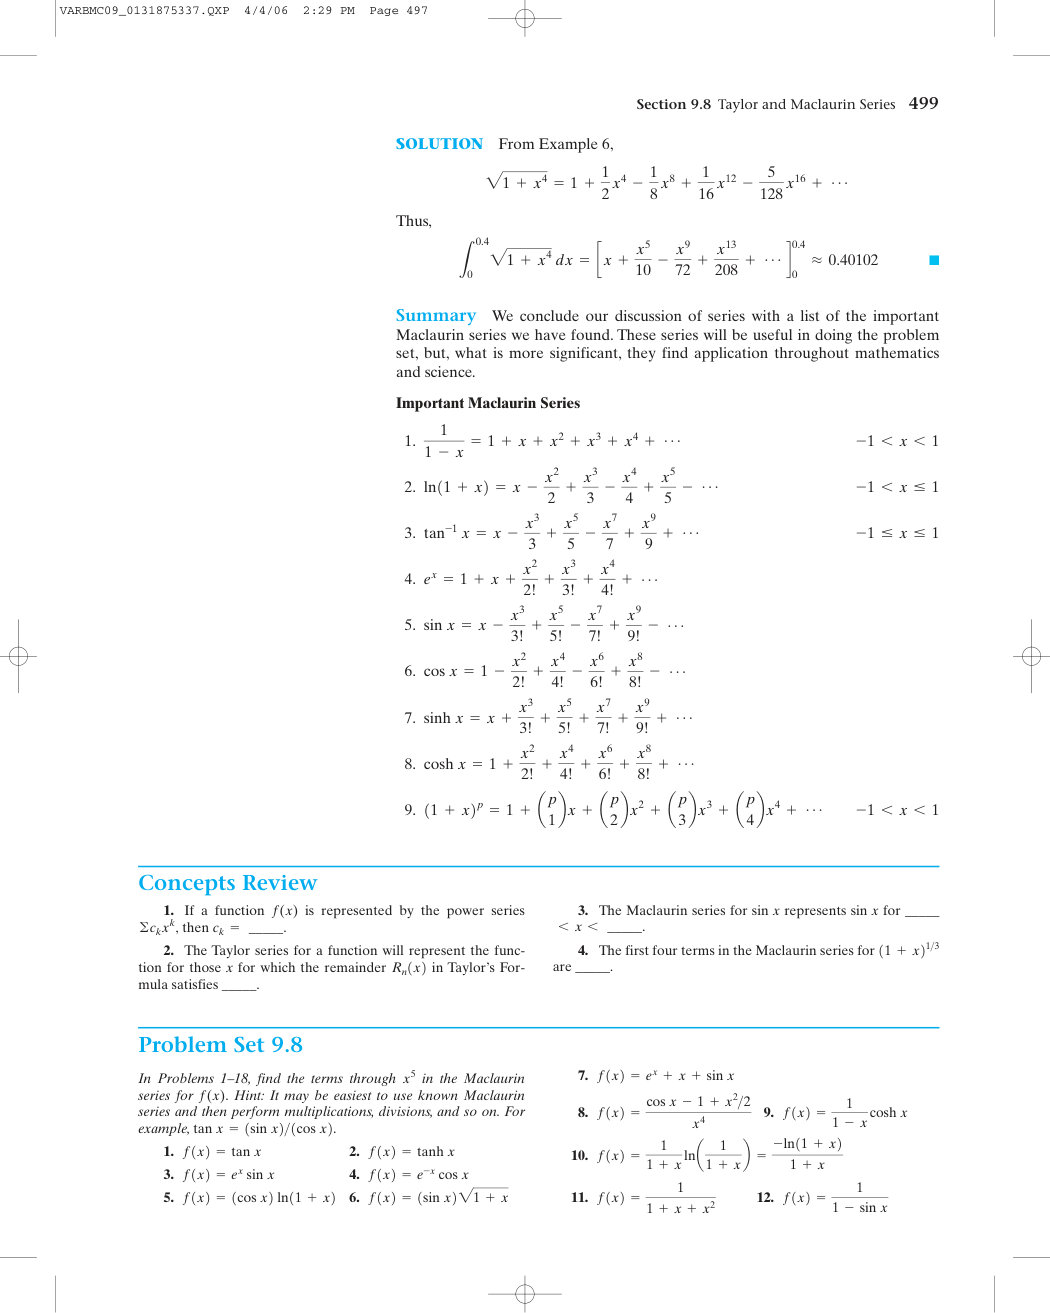 VARBMC09_0131875337.QXP 4/4/06 2:29 PM Page 497
Section 9.8 Taylor and Maclaurin Series 499
SOLUTION From Example 6,
√(1 + x⁴) = 1 + 1/2 x⁴ − 1/8 x⁸ + 1/16 x¹² − 5/128 x¹⁶ + ⋯
Thus,
∫₀^0.4 √(1 + x⁴) dx = [x + x⁵/10 − x⁹/72 + x¹³/208 + ⋯]₀^0.4 ≈ 0.40102
Summary We conclude our discussion of series with a list of the important
Maclaurin series we have found. These series will be useful in doing the problem
set, but, what is more significant, they find application throughout mathematics
and science.
Important Maclaurin Series
1. 1/(1 − x) = 1 + x + x² + x³ + x⁴ + ⋯ −1 < x < 1
2. ln(1 + x) = x − x²/2 + x³/3 − x⁴/4 + x⁵/5 − ⋯ −1 < x ≤ 1
3. tan⁻¹ x = x − x³/3 + x⁵/5 − x⁷/7 + x⁹/9 + ⋯ −1 ≤ x ≤ 1
4. eˣ = 1 + x + x²/2! + x³/3! + x⁴/4! + ⋯
5. sin x = x − x³/3! + x⁵/5! − x⁷/7! + x⁹/9! − ⋯
6. cos x = 1 − x²/2! + x⁴/4! − x⁶/6! + x⁸/8! − ⋯
7. sinh x = x + x³/3! + x⁵/5! + x⁷/7! + x⁹/9! + ⋯
8. cosh x = 1 + x²/2! + x⁴/4! + x⁶/6! + x⁸/8! + ⋯
9. (1 + x)ᵖ = 1 + (p 1)x + (p 2)x² + (p 3)x³ + (p 4)x⁴ + ⋯ −1 < x < 1
Concepts Review
1. If a function f(x) is represented by the power series
Σcₖxᵏ, then cₖ = _____.
2. The Taylor series for a function will represent the func-
tion for those x for which the remainder Rₙ(x) in Taylor's For-
mula satisfies _____.
3. The Maclaurin series for sin x represents sin x for _____
< x < _____.
4. The first four terms in the Maclaurin series for (1 + x)^1/3
are _____.
Problem Set 9.8
In Problems 1–18, find the terms through x⁵ in the Maclaurin
series for f(x). Hint: It may be easiest to use known Maclaurin
series and then perform multiplications, divisions, and so on. For
example, tan x = (sin x)/(cos x).
1. f(x) = tan x 2. f(x) = tanh x
3. f(x) = eˣ sin x 4. f(x) = e⁻ˣ cos x
5. f(x) = (cos x) ln(1 + x) 6. f(x) = (sin x)√(1 + x)
7. f(x) = eˣ + x + sin x
8. f(x) = (cos x − 1 + x²/2)/x⁴ 9. f(x) = 1/(1 − x) cosh x
10. f(x) = 1/(1 + x) ln(1/(1 + x)) = −ln(1 + x)/(1 + x)
11. f(x) = 1/(1 + x + x²) 12. f(x) = 1/(1 − sin x)